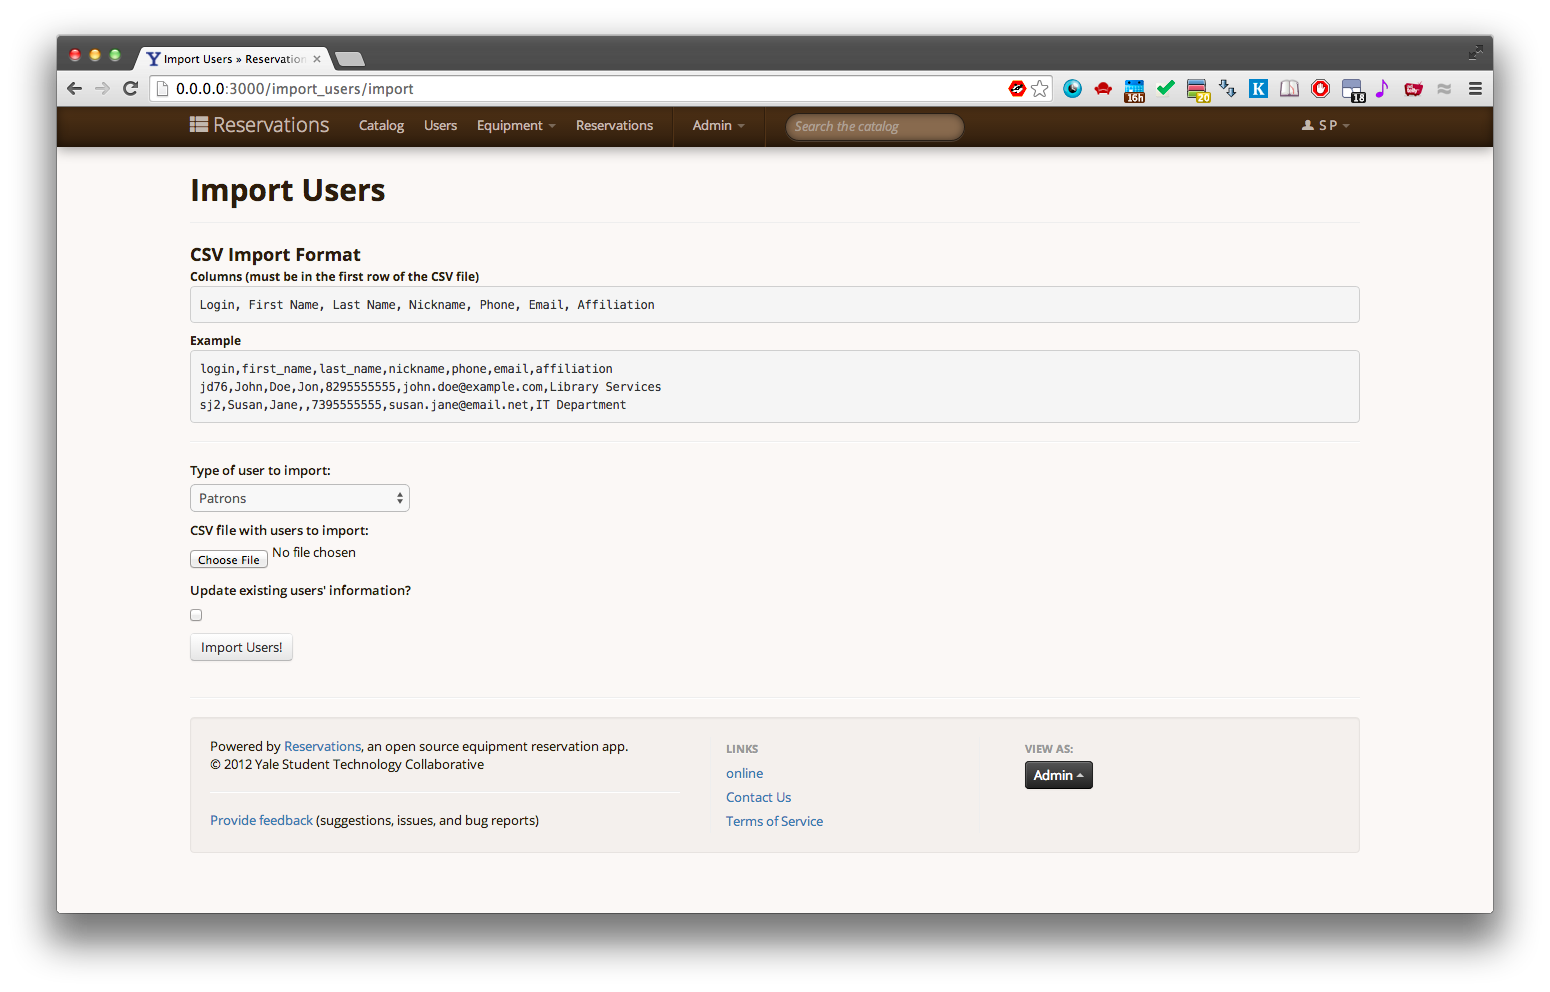 Import Users » Reservation
0.0.0.0:3000/import_users/import
16h
20
K
18
Reservations Catalog Users Equipment Reservations Admin Search the catalog S P
Import Users
CSV Import Format
Columns (must be in the first row of the CSV file)
Login, First Name, Last Name, Nickname, Phone, Email, Affiliation
Example
login,first_name,last_name,nickname,phone,email,affiliation
jd76,John,Doe,Jon,8295555555,john.doe@example.com,Library Services
sj2,Susan,Jane,,7395555555,susan.jane@email.net,IT Department
Type of user to import:
Patrons
CSV file with users to import:
Choose File No file chosen
Update existing users' information?
Import Users!
Powered by Reservations, an open source equipment reservation app.
© 2012 Yale Student Technology Collaborative
Provide feedback (suggestions, issues, and bug reports)
LINKS
online
Contact Us
Terms of Service
VIEW AS:
Admin